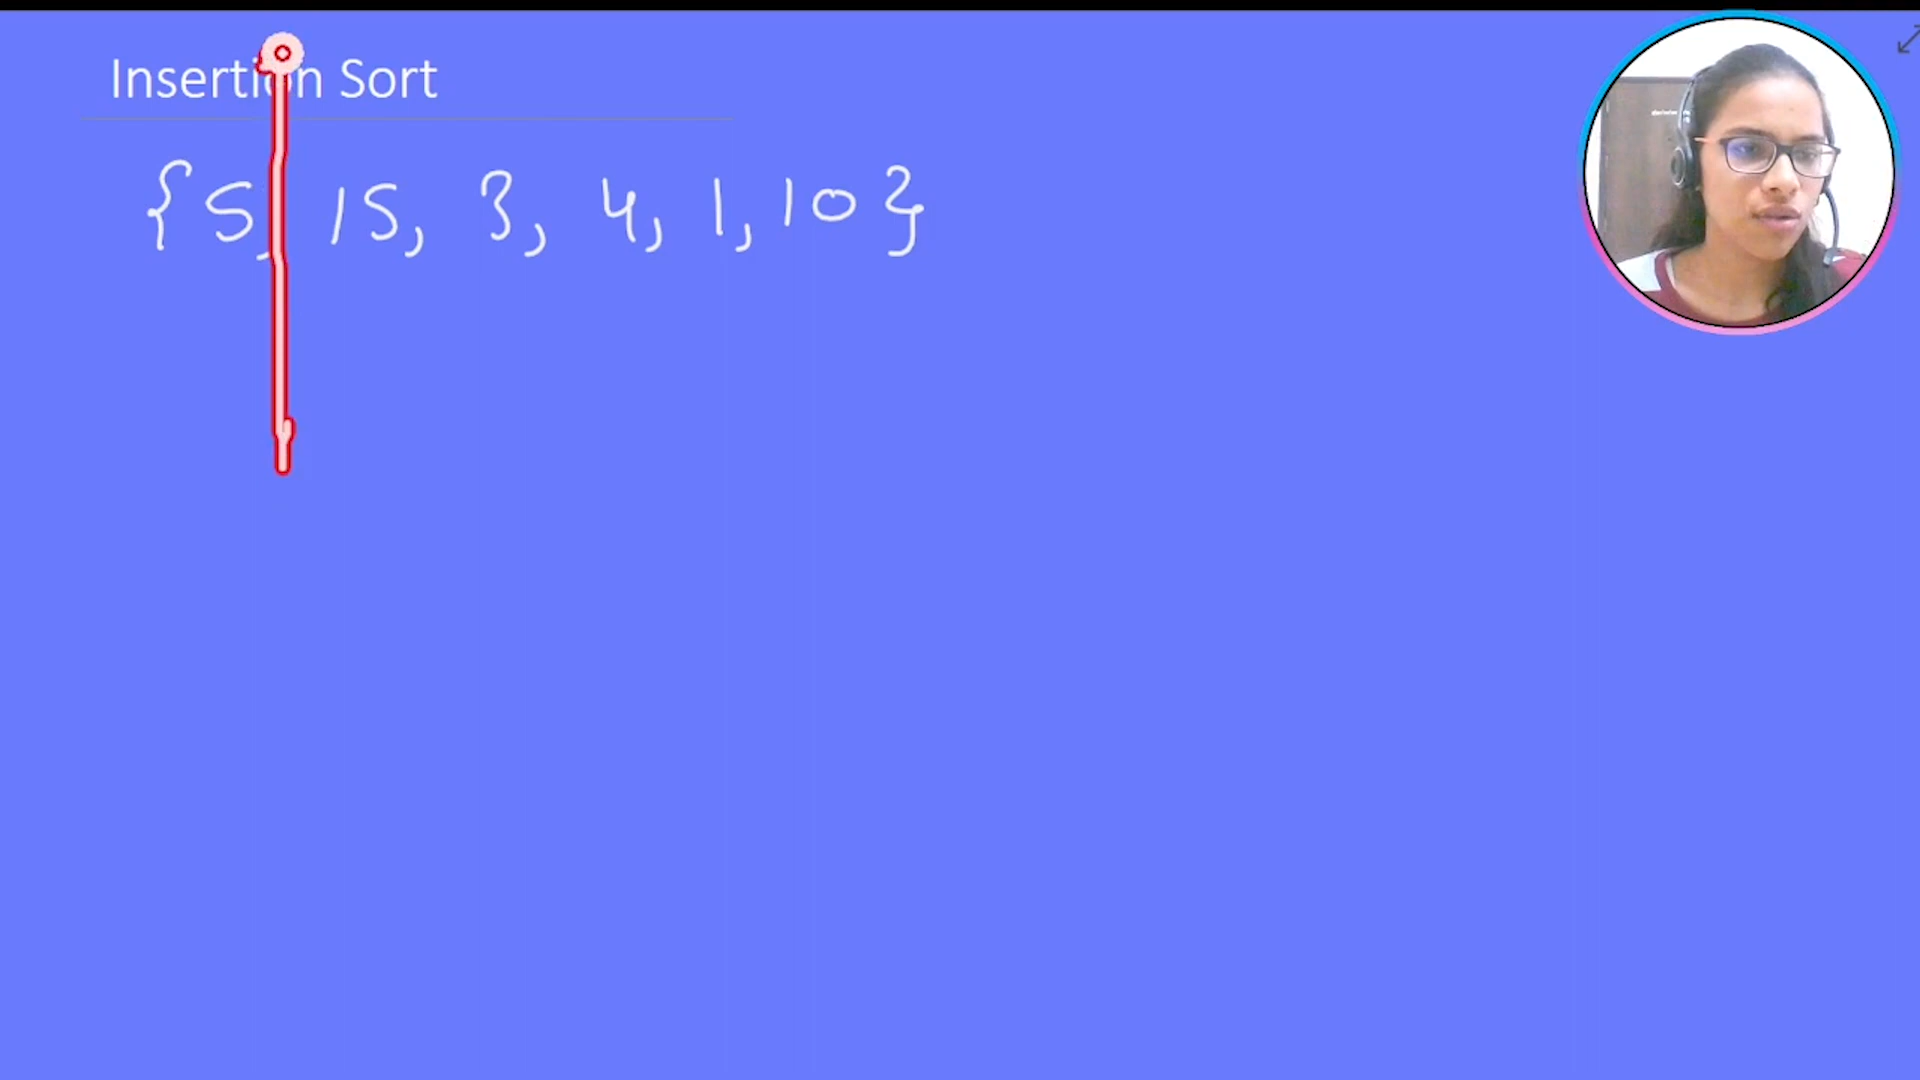 Insertion Sort
{5, 15, 3, 4, 1, 10}